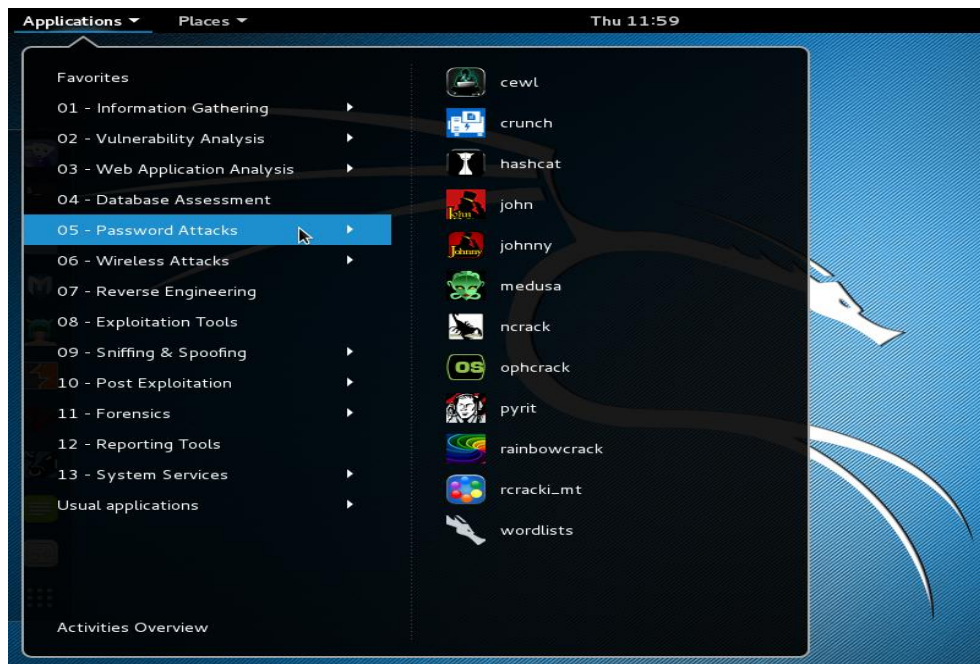 Applications Places Thu 11:59
Favorites
01 - Information Gathering
02 - Vulnerability Analysis
03 - Web Application Analysis
04 - Database Assessment
05 - Password Attacks
06 - Wireless Attacks
07 - Reverse Engineering
08 - Exploitation Tools
09 - Sniffing & Spoofing
10 - Post Exploitation
11 - Forensics
12 - Reporting Tools
13 - System Services
Usual applications
Activities Overview
cewl
crunch
hashcat
John
john
Johnny
johnny
medusa
ncrack
OS
ophcrack
pyrit
rainbowcrack
rcracki_mt
wordlists